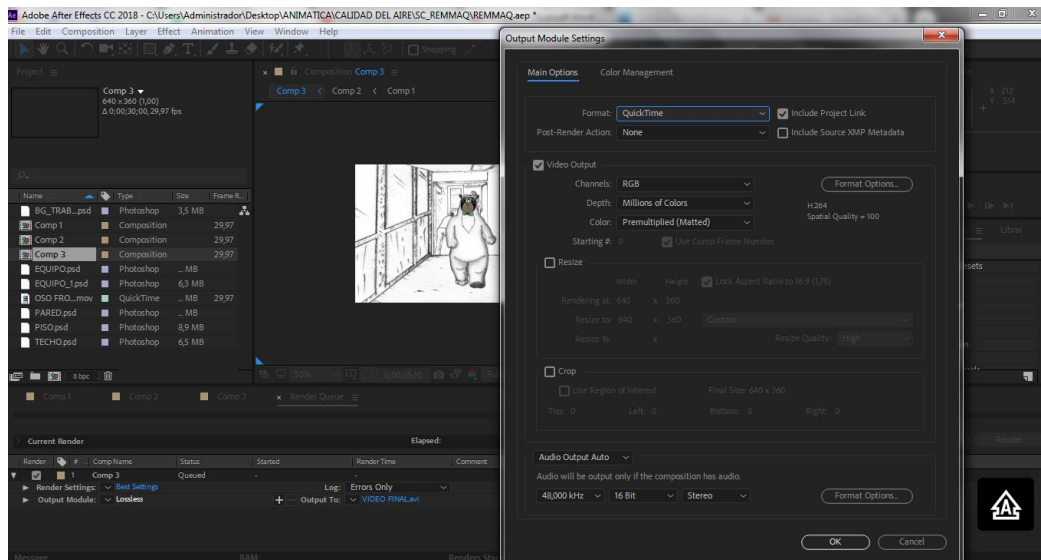 Ae Adobe After Effects CC 2018 - C:\Users\Administrador\Desktop\ANIMATICA\CALIDAD DEL AIRE\SC_REMMAQ\REMMAQ.aep *
File Edit Composition Layer Effect Animation View Window Help
Snapping
Output Module Settings
Project
Composition Comp 3
Comp 3 < Comp 2 < Comp 1
Comp 3
640 x 360 (1,00)
Δ 0;00;30;00, 29,97 fps
X: 212
Y: 514
Main Options Color Management
Format: QuickTime Include Project Link
Post-Render Action: None Include Source XMP Metadata
Video Output
Channels: RGB Format Options...
Depth: Millions of Colors H.264
Color: Premultiplied (Matted) Spatial Quality = 100
Starting #: 0 Use Comp Frame Number
Resize
Width Height Lock Aspect Ratio to 16:9 (1,78)
Rendering at: 640 x 360
Resize to: 640 x 360 Custom
Resize %: x Resize Quality: High
Crop
Use Region of Interest Final Size: 640 x 360
Top: 0 Left: 0 Bottom: 0 Right: 0
Audio Output Auto
Audio will be output only if the composition has audio.
48,000 kHz 16 Bit Stereo Format Options...
OK Cancel
Name Type Size Frame R...
BG_TRAB...psd Photoshop 3,5 MB
Comp 1 Composition 29,97
Comp 2 Composition 29,97
Comp 3 Composition 29,97
EQUIPO.psd Photoshop ... MB
EQUIPO_1.psd Photoshop 6,3 MB
OSO FRO...mov QuickTime ... MB 29,97
PARED.psd Photoshop ... MB
PISO.psd Photoshop 8,9 MB
TECHO.psd Photoshop 6,5 MB
8 bpc
50% 0;00;05;10
Librar
Comp 1 Comp 2 Comp 3 Render Queue
Current Render Elapsed:
Render
Render # Comp Name Status Started Render Time Comment
1 Comp 3 Queued - -
Render Settings: Best Settings Log: Errors Only
Output Module: Lossless Output To: VIDEO FINAL.avi
Message: RAM: Renders Star